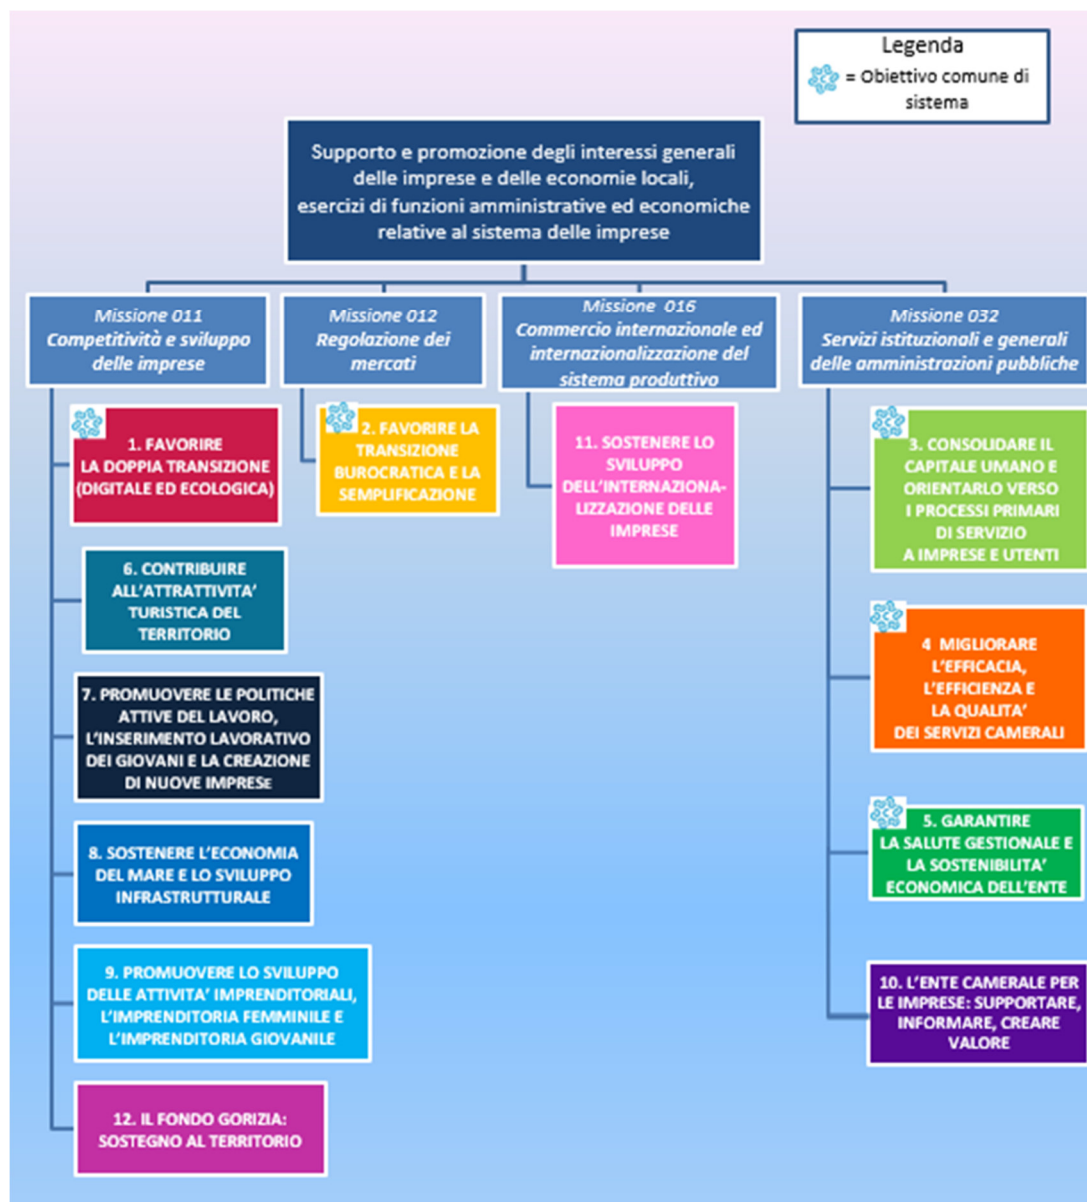 Legenda
= Obiettivo comune di
sistema
Supporto e promozione degli interessi generali
delle imprese e delle economie locali,
esercizi di funzioni amministrative ed economiche
relative al sistema delle imprese
Missione 011
Competitività e sviluppo
delle imprese
Missione 012
Regolazione dei
mercati
Missione 016
Commercio internazionale ed
internazionalizzazione del
sistema produttivo
Missione 032
Servizi istituzionali e generali
delle amministrazioni pubbliche
1. FAVORIRE
LA DOPPIA TRANSIZIONE
(DIGITALE ED ECOLOGICA)
6. CONTRIBUIRE
ALL'ATTRATTIVITA'
TURISTICA DEL
TERRITORIO
7. PROMUOVERE LE POLITICHE
ATTIVE DEL LAVORO,
L'INSERIMENTO LAVORATIVO
DEI GIOVANI E LA CREAZIONE
DI NUOVE IMPRESE
8. SOSTENERE L'ECONOMIA
DEL MARE E LO SVILUPPO
INFRASTRUTTURALE
9. PROMUOVERE LO SVILUPPO
DELLE ATTIVITA' IMPRENDITORIALI,
L'IMPRENDITORIA FEMMINILE E
L'IMPRENDITORIA GIOVANILE
12. IL FONDO GORIZIA:
SOSTEGNO AL TERRITORIO
2. FAVORIRE LA
TRANSIZIONE
BUROCRATICA E LA
SEMPLIFICAZIONE
11. SOSTENERE LO
SVILUPPO
DELL'INTERNAZIONA-
LIZZAZIONE DELLE
IMPRESE
3. CONSOLIDARE IL
CAPITALE UMANO E
ORIENTARLO VERSO
I PROCESSI PRIMARI
DI SERVIZIO
A IMPRESE E UTENTI
4 MIGLIORARE
L'EFFICACIA,
L'EFFICIENZA E
LA QUALITA'
DEI SERVIZI CAMERALI
5. GARANTIRE
LA SALUTE GESTIONALE E
LA SOSTENIBILITA'
ECONOMICA DELL'ENTE
10. L'ENTE CAMERALE PER
LE IMPRESE: SUPPORTARE,
INFORMARE, CREARE
VALORE